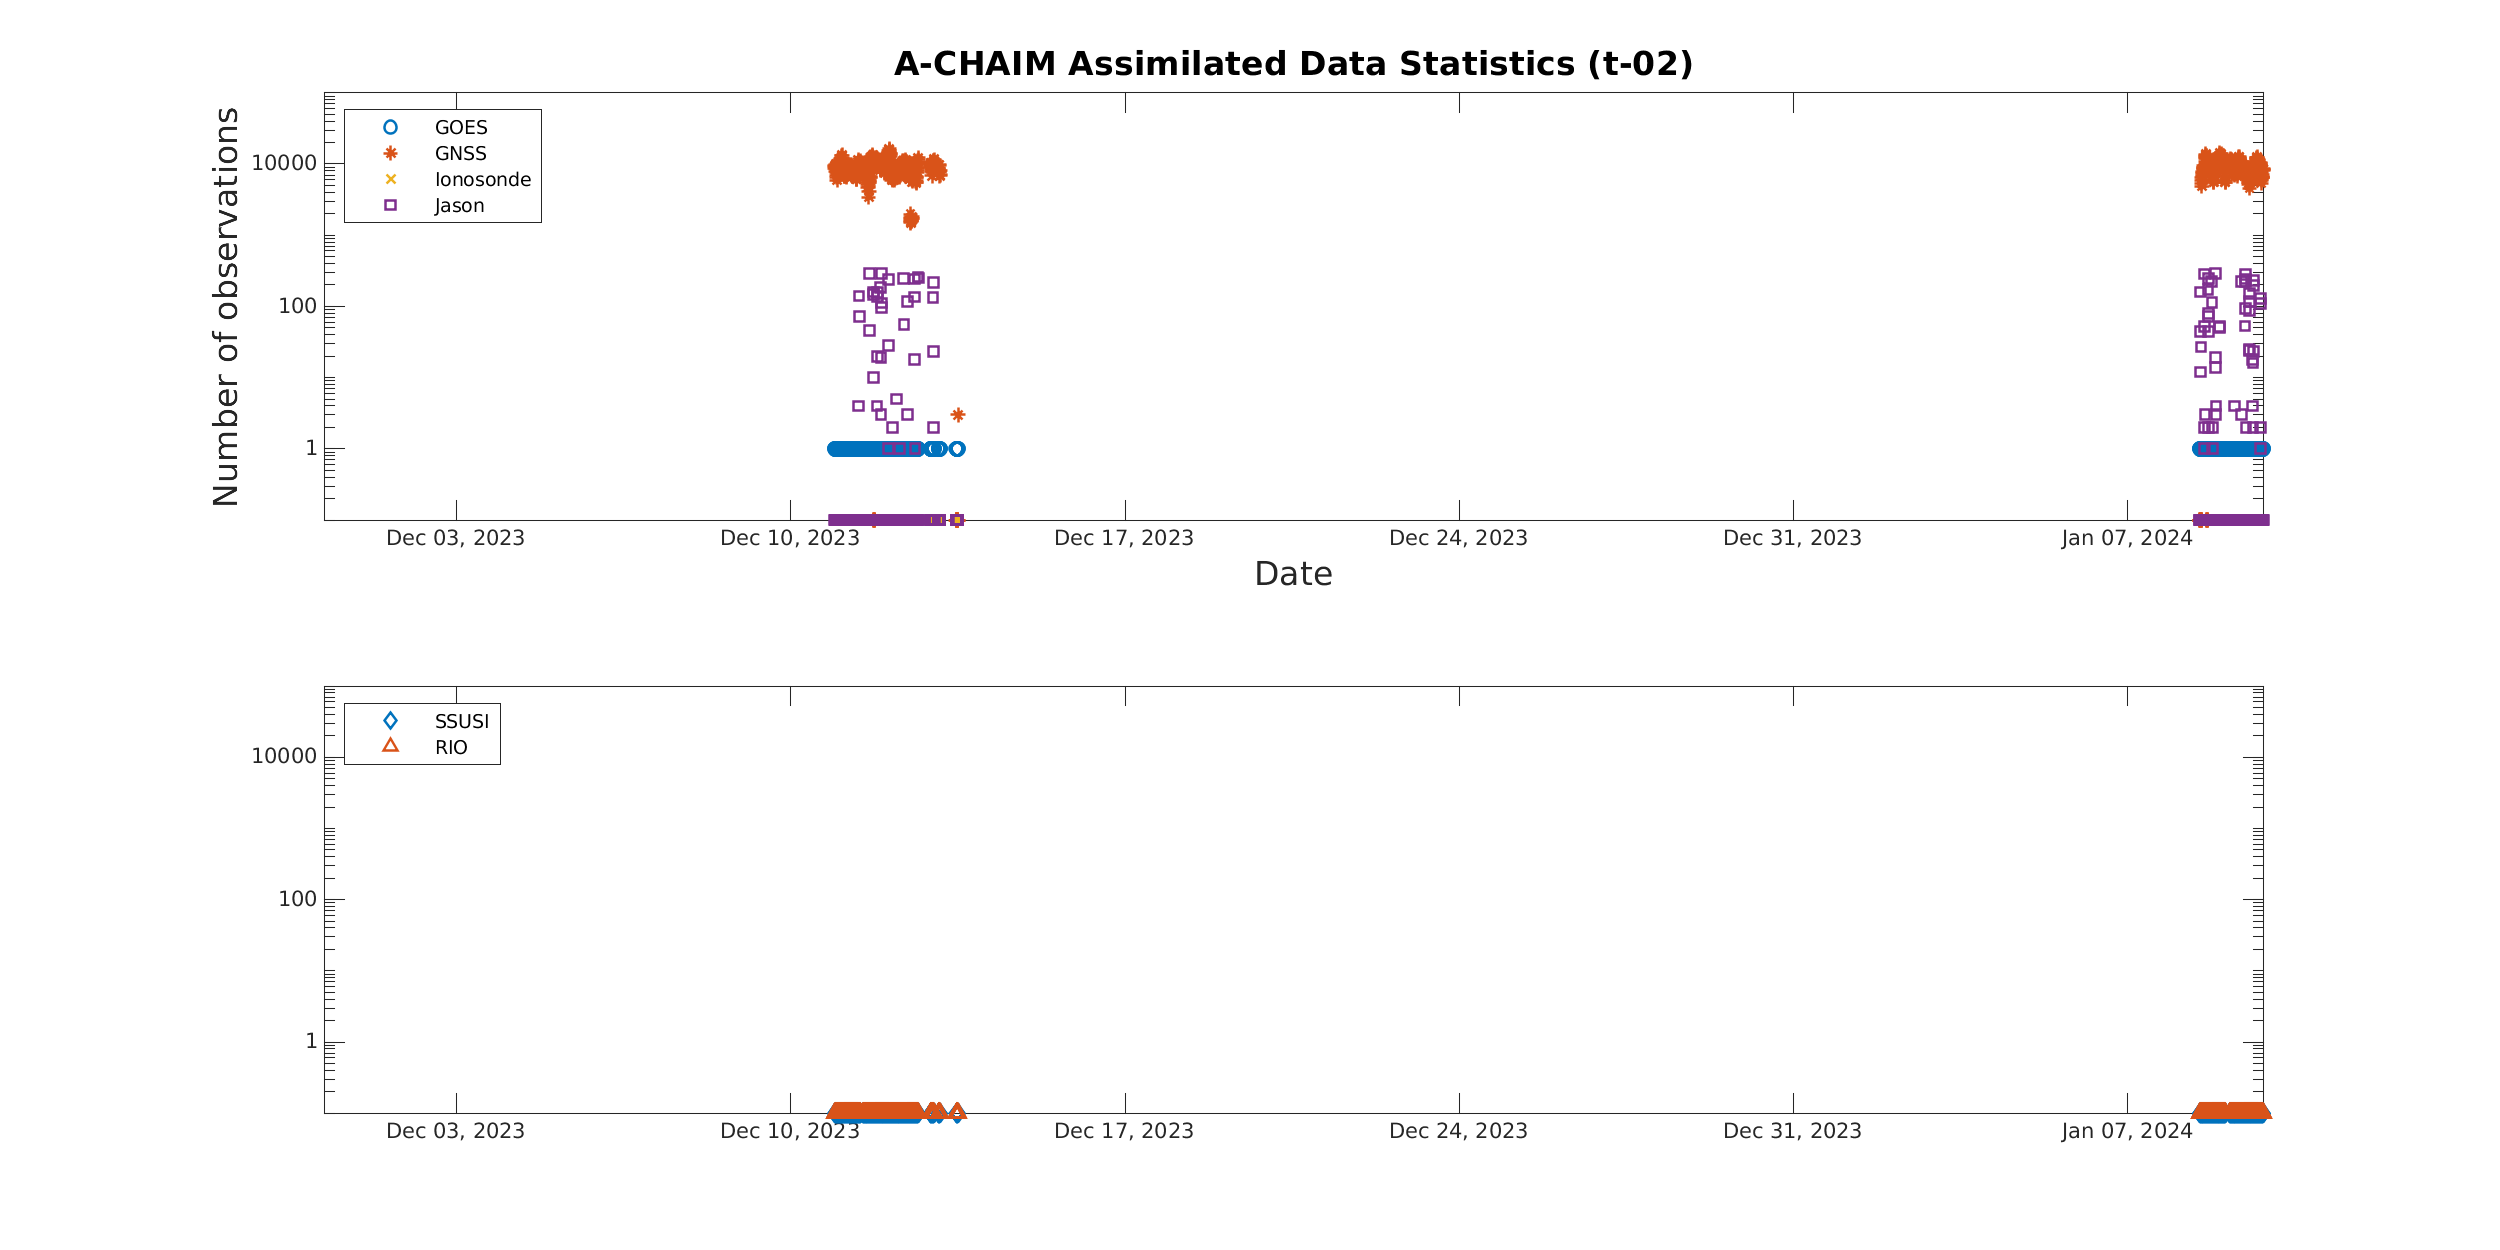 A-CHAIM Assimilated Data Statistics (t-02)
Number of observations
10000
100
1
GOES
GNSS
Ionosonde
Jason
Dec 03, 2023
Dec 10, 2023
Dec 17, 2023
Dec 24, 2023
Dec 31, 2023
Jan 07, 2024
Date
10000
100
1
SSUSI
RIO
Dec 03, 2023
Dec 10, 2023
Dec 17, 2023
Dec 24, 2023
Dec 31, 2023
Jan 07, 2024